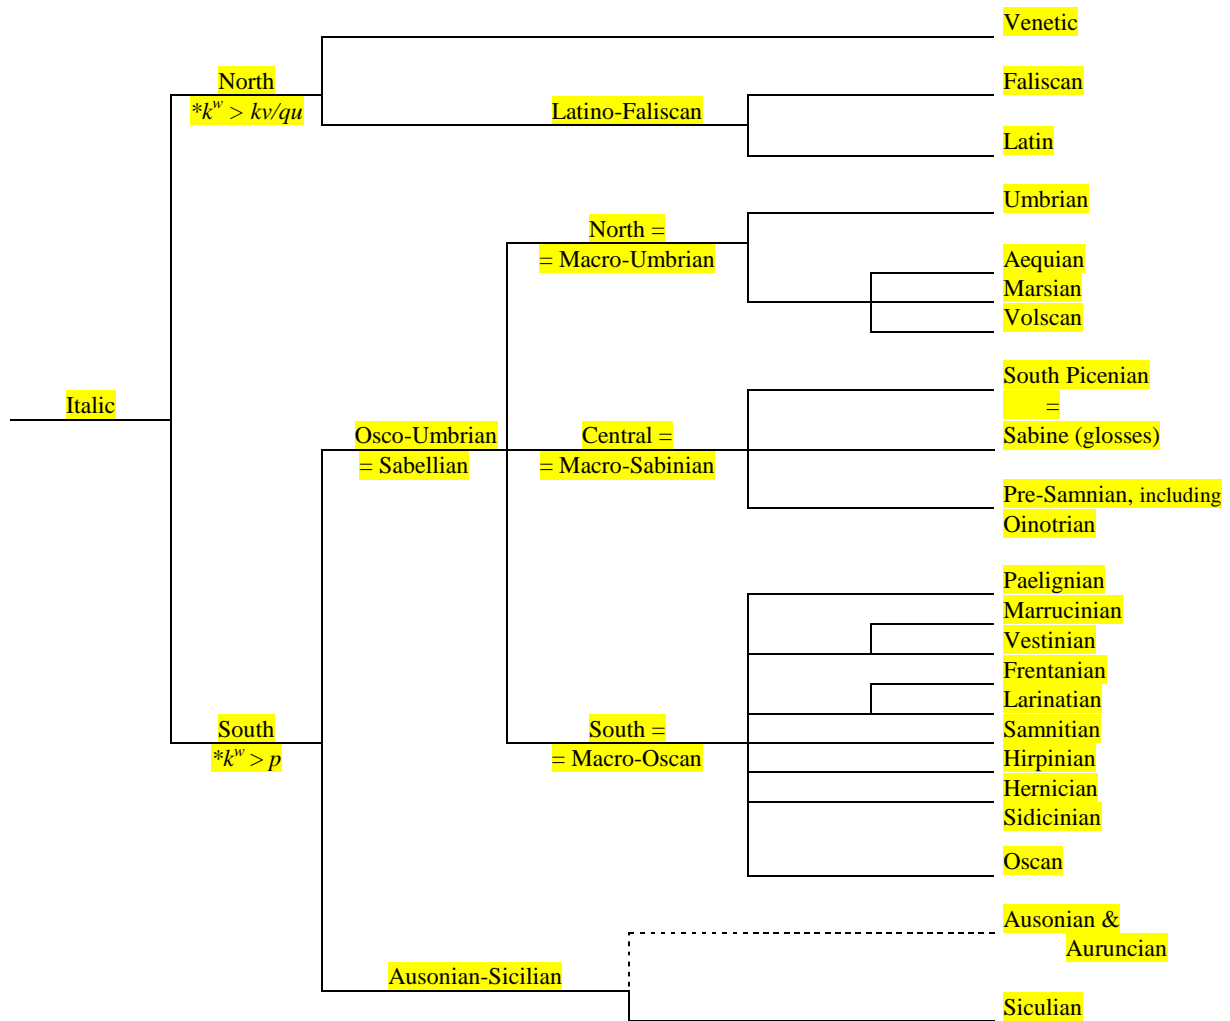 Venetic
North
*kʷ > kv/qu
Faliscan
Latino-Faliscan
Latin
Umbrian
North =
= Macro-Umbrian
Aequian
Marsian
Volscan
South Picenian
=
Sabine (glosses)
Italic
Osco-Umbrian
= Sabellian
Central =
= Macro-Sabinian
Pre-Samnian, including
Oinotrian
Paelignian
Marrucinian
Vestinian
Frentanian
Larinatian
Samnitian
Hirpinian
Hernician
Sidicinian
Oscan
South
*kʷ > p
South =
= Macro-Oscan
Ausonian &
Auruncian
Ausonian-Sicilian
Siculian